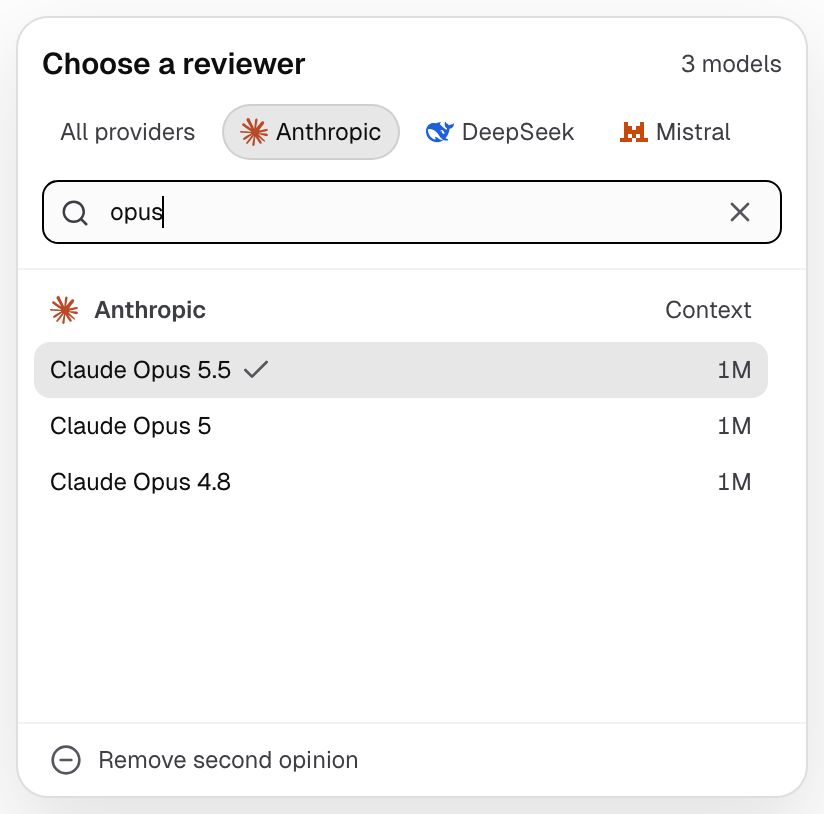 Choose a reviewer 3 models
All providers Anthropic DeepSeek Mistral
opus
Anthropic Context
Claude Opus 5.5 1M
Claude Opus 5 1M
Claude Opus 4.8 1M
Remove second opinion